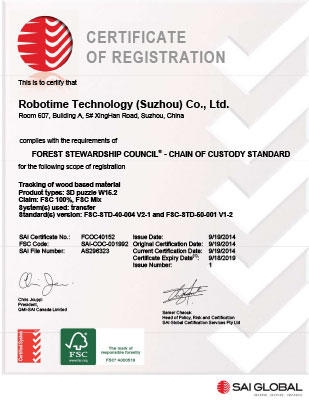 CERTIFICATE
OF REGISTRATION
This is to certify that
Robotime Technology (Suzhou) Co., Ltd.
Room 607, Building A, 5# XingHan Road, Suzhou, China
complies with the requirements of
FOREST STEWARDSHIP COUNCIL® - CHAIN OF CUSTODY STANDARD
for the following scope of registration
Tracking of wood based material
Product types: 3D puzzle W15.2
Claim: FSC 100%, FSC Mix
System(s) used: transfer
Standard(s) version: FSC-STD-40-004 V2-1 and FSC-STD-50-001 V1-2
SAI Certificate No.: FCOC40152 Issue Date: 9/19/2014
FSC Code: SAI-COC-001992 Original Certification Date: 9/19/2014
SAI File Number: AS296323 Current Certification Date: 9/19/2014
Certificate Expiry Date(*): 9/18/2019
Issue Number: 1
Chris Jouppi
President,
QMI-SAI Canada Limited
Samer Chaouk
Head of Policy, Risk and Certification
SAI Global Certification Services Pty Ltd
Certified System
FSC
www.fsc.org
The mark of
responsible forestry
FSC® A000519
SAI GLOBAL